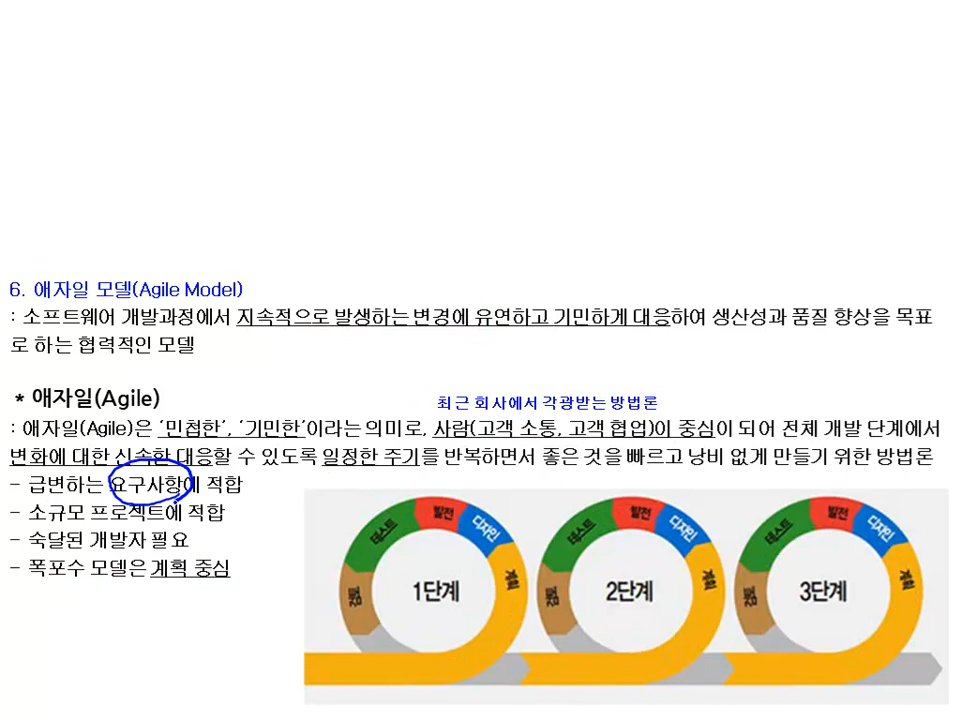 6. 애자일 모델(Agile Model)
: 소프트웨어 개발과정에서 지속적으로 발생하는 변경에 유연하고 기민하게 대응하여 생산성과 품질 향상을 목표
로 하는 협력적인 모델
* 애자일(Agile)
최근 회사에서 각광받는 방법론
: 애자일(Agile)은 ‘민첩한’, ‘기민한’이라는 의미로, 사람(고객 소통, 고객 협업)이 중심이 되어 전체 개발 단계에서
변화에 대한 신속한 대응할 수 있도록 일정한 주기를 반복하면서 좋은 것을 빠르고 낭비 없게 만들기 위한 방법론
- 급변하는 요구사항에 적합
- 소규모 프로젝트에 적합
- 숙달된 개발자 필요
- 폭포수 모델은 계획 중심
테스트 발전 디자인 계획
1단계
테스트 발전 디자인 계획
2단계
테스트 발전 디자인 계획
3단계